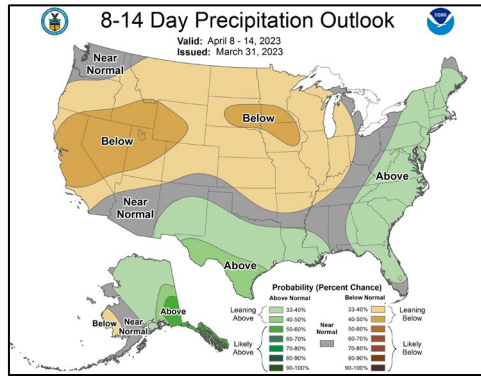 8-14 Day Precipitation Outlook
Valid: April 8 - 14, 2023
Issued: March 31, 2023
Near
Normal
Below
Below
Near
Normal
Above
Above
Below
Near
Normal
Above
Probability (Percent Chance)
Above Normal
Below Normal
Leaning
Above
33-40%
40-50%
50-60%
60-70%
70-80%
80-90%
90-100%
Likely
Above
Near
Normal
33-40%
40-50%
50-60%
60-70%
70-80%
80-90%
90-100%
Leaning
Below
Likely
Below